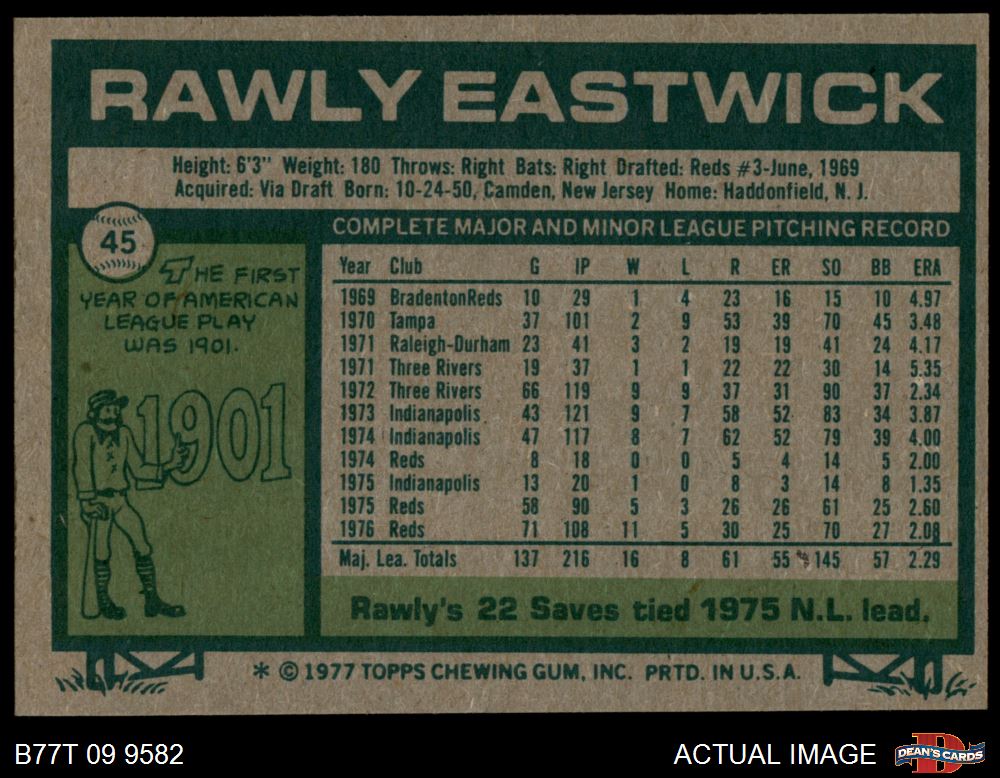 RAWLY EASTWICK
Height: 6'3" Weight: 180 Throws: Right Bats: Right Drafted: Reds #3-June, 1969
Acquired: Via Draft Born: 10-24-50, Camden, New Jersey Home: Haddonfield, N. J.
45
THE FIRST
YEAR OF AMERICAN
LEAGUE PLAY
WAS 1901.
1901
COMPLETE MAJOR AND MINOR LEAGUE PITCHING RECORD
Year Club G IP W L R ER SO BB ERA
1969 Bradenton Reds 10 29 1 4 23 16 15 10 4.97
1970 Tampa 37 101 2 9 53 39 70 45 3.48
1971 Raleigh-Durham 23 41 3 2 19 19 41 24 4.17
1971 Three Rivers 19 37 1 1 22 22 30 14 5.35
1972 Three Rivers 66 119 9 9 37 31 90 37 2.34
1973 Indianapolis 43 121 9 7 58 52 83 34 3.87
1974 Indianapolis 47 117 8 7 62 52 79 39 4.00
1974 Reds 8 18 0 0 5 4 14 5 2.00
1975 Indianapolis 13 20 1 0 8 3 14 8 1.35
1975 Reds 58 90 5 3 26 26 61 25 2.60
1976 Reds 71 108 11 5 30 25 70 27 2.08
Maj. Lea. Totals 137 216 16 8 61 55 145 57 2.29
Rawly's 22 Saves tied 1975 N.L. lead.
* © 1977 TOPPS CHEWING GUM, INC. PRTD. IN U.S.A.
B77T 09 9582
ACTUAL IMAGE
DEAN'S CARDS